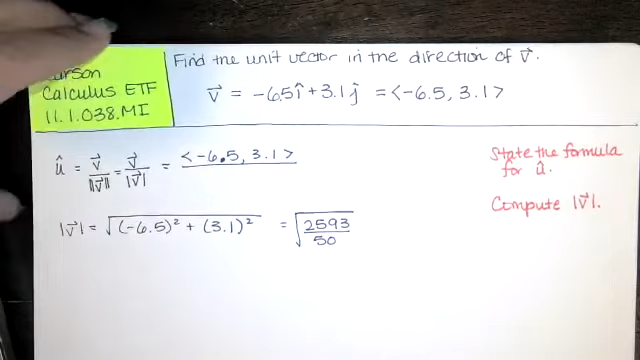 Find the unit vector in the direction of v⃗.
Calculus ETF
11.1.038.MI
v⃗ = -6.5î + 3.1ĵ = <-6.5, 3.1>
û = v⃗/‖v⃗‖ = v⃗/|v⃗| = <-6.5, 3.1>
State the formula
for û.
|v⃗| = √((-6.5)² + (3.1)²) = √(2593/50)
Compute |v⃗|.